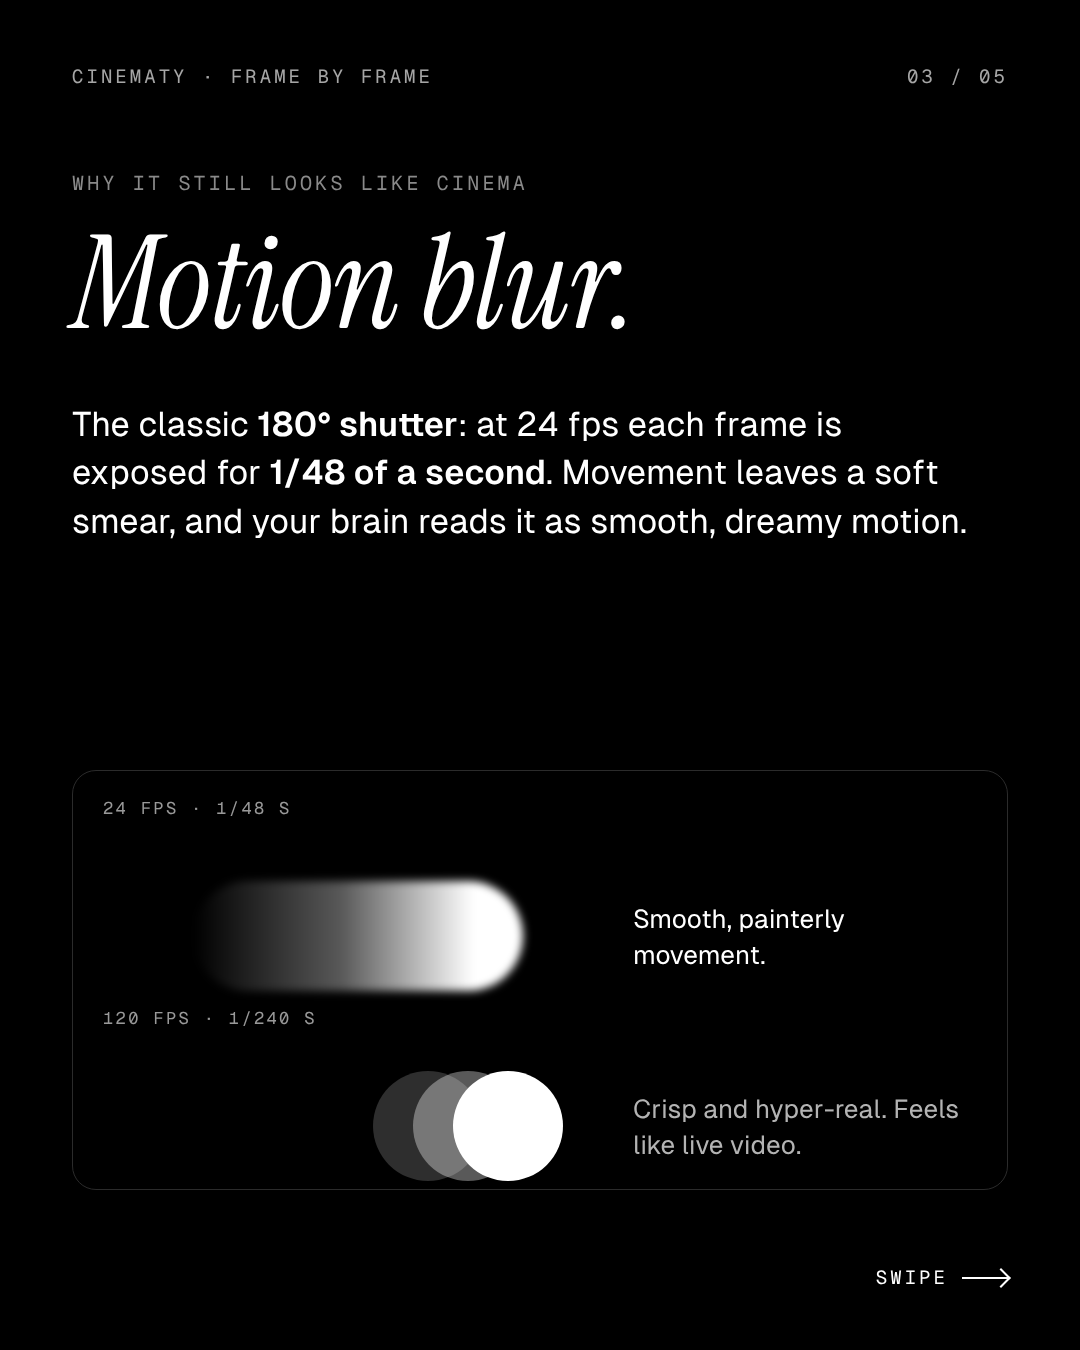 CINEMATY · FRAME BY FRAME
03 / 05
WHY IT STILL LOOKS LIKE CINEMA
Motion blur.
The classic 180° shutter: at 24 fps each frame is
exposed for 1/48 of a second. Movement leaves a soft
smear, and your brain reads it as smooth, dreamy motion.
24 FPS · 1/48 S
Smooth, painterly
movement.
120 FPS · 1/240 S
Crisp and hyper-real. Feels
like live video.
SWIPE